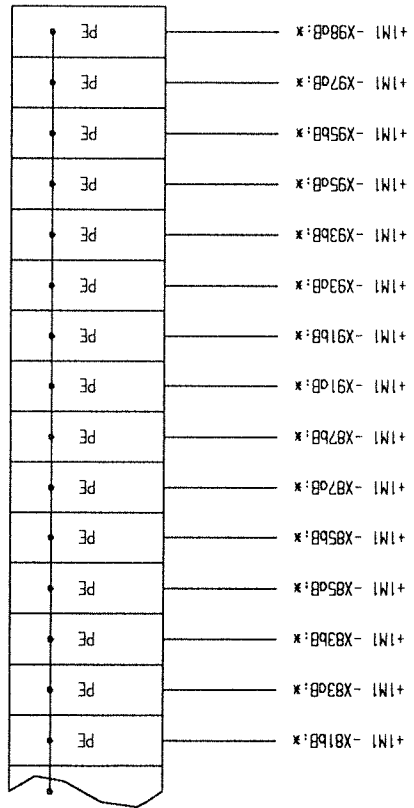 +1M1 -X81bB:* PE
+1M1 -X83aB:* PE
+1M1 -X83bB:* PE
+1M1 -X85aB:* PE
+1M1 -X85bB:* PE
+1M1 -X87aB:* PE
+1M1 -X87bB:* PE
+1M1 -X91aB:* PE
+1M1 -X91bB:* PE
+1M1 -X93aB:* PE
+1M1 -X93bB:* PE
+1M1 -X95aB:* PE
+1M1 -X95bB:* PE
+1M1 -X97aB:* PE
+1M1 -X98aB:* PE